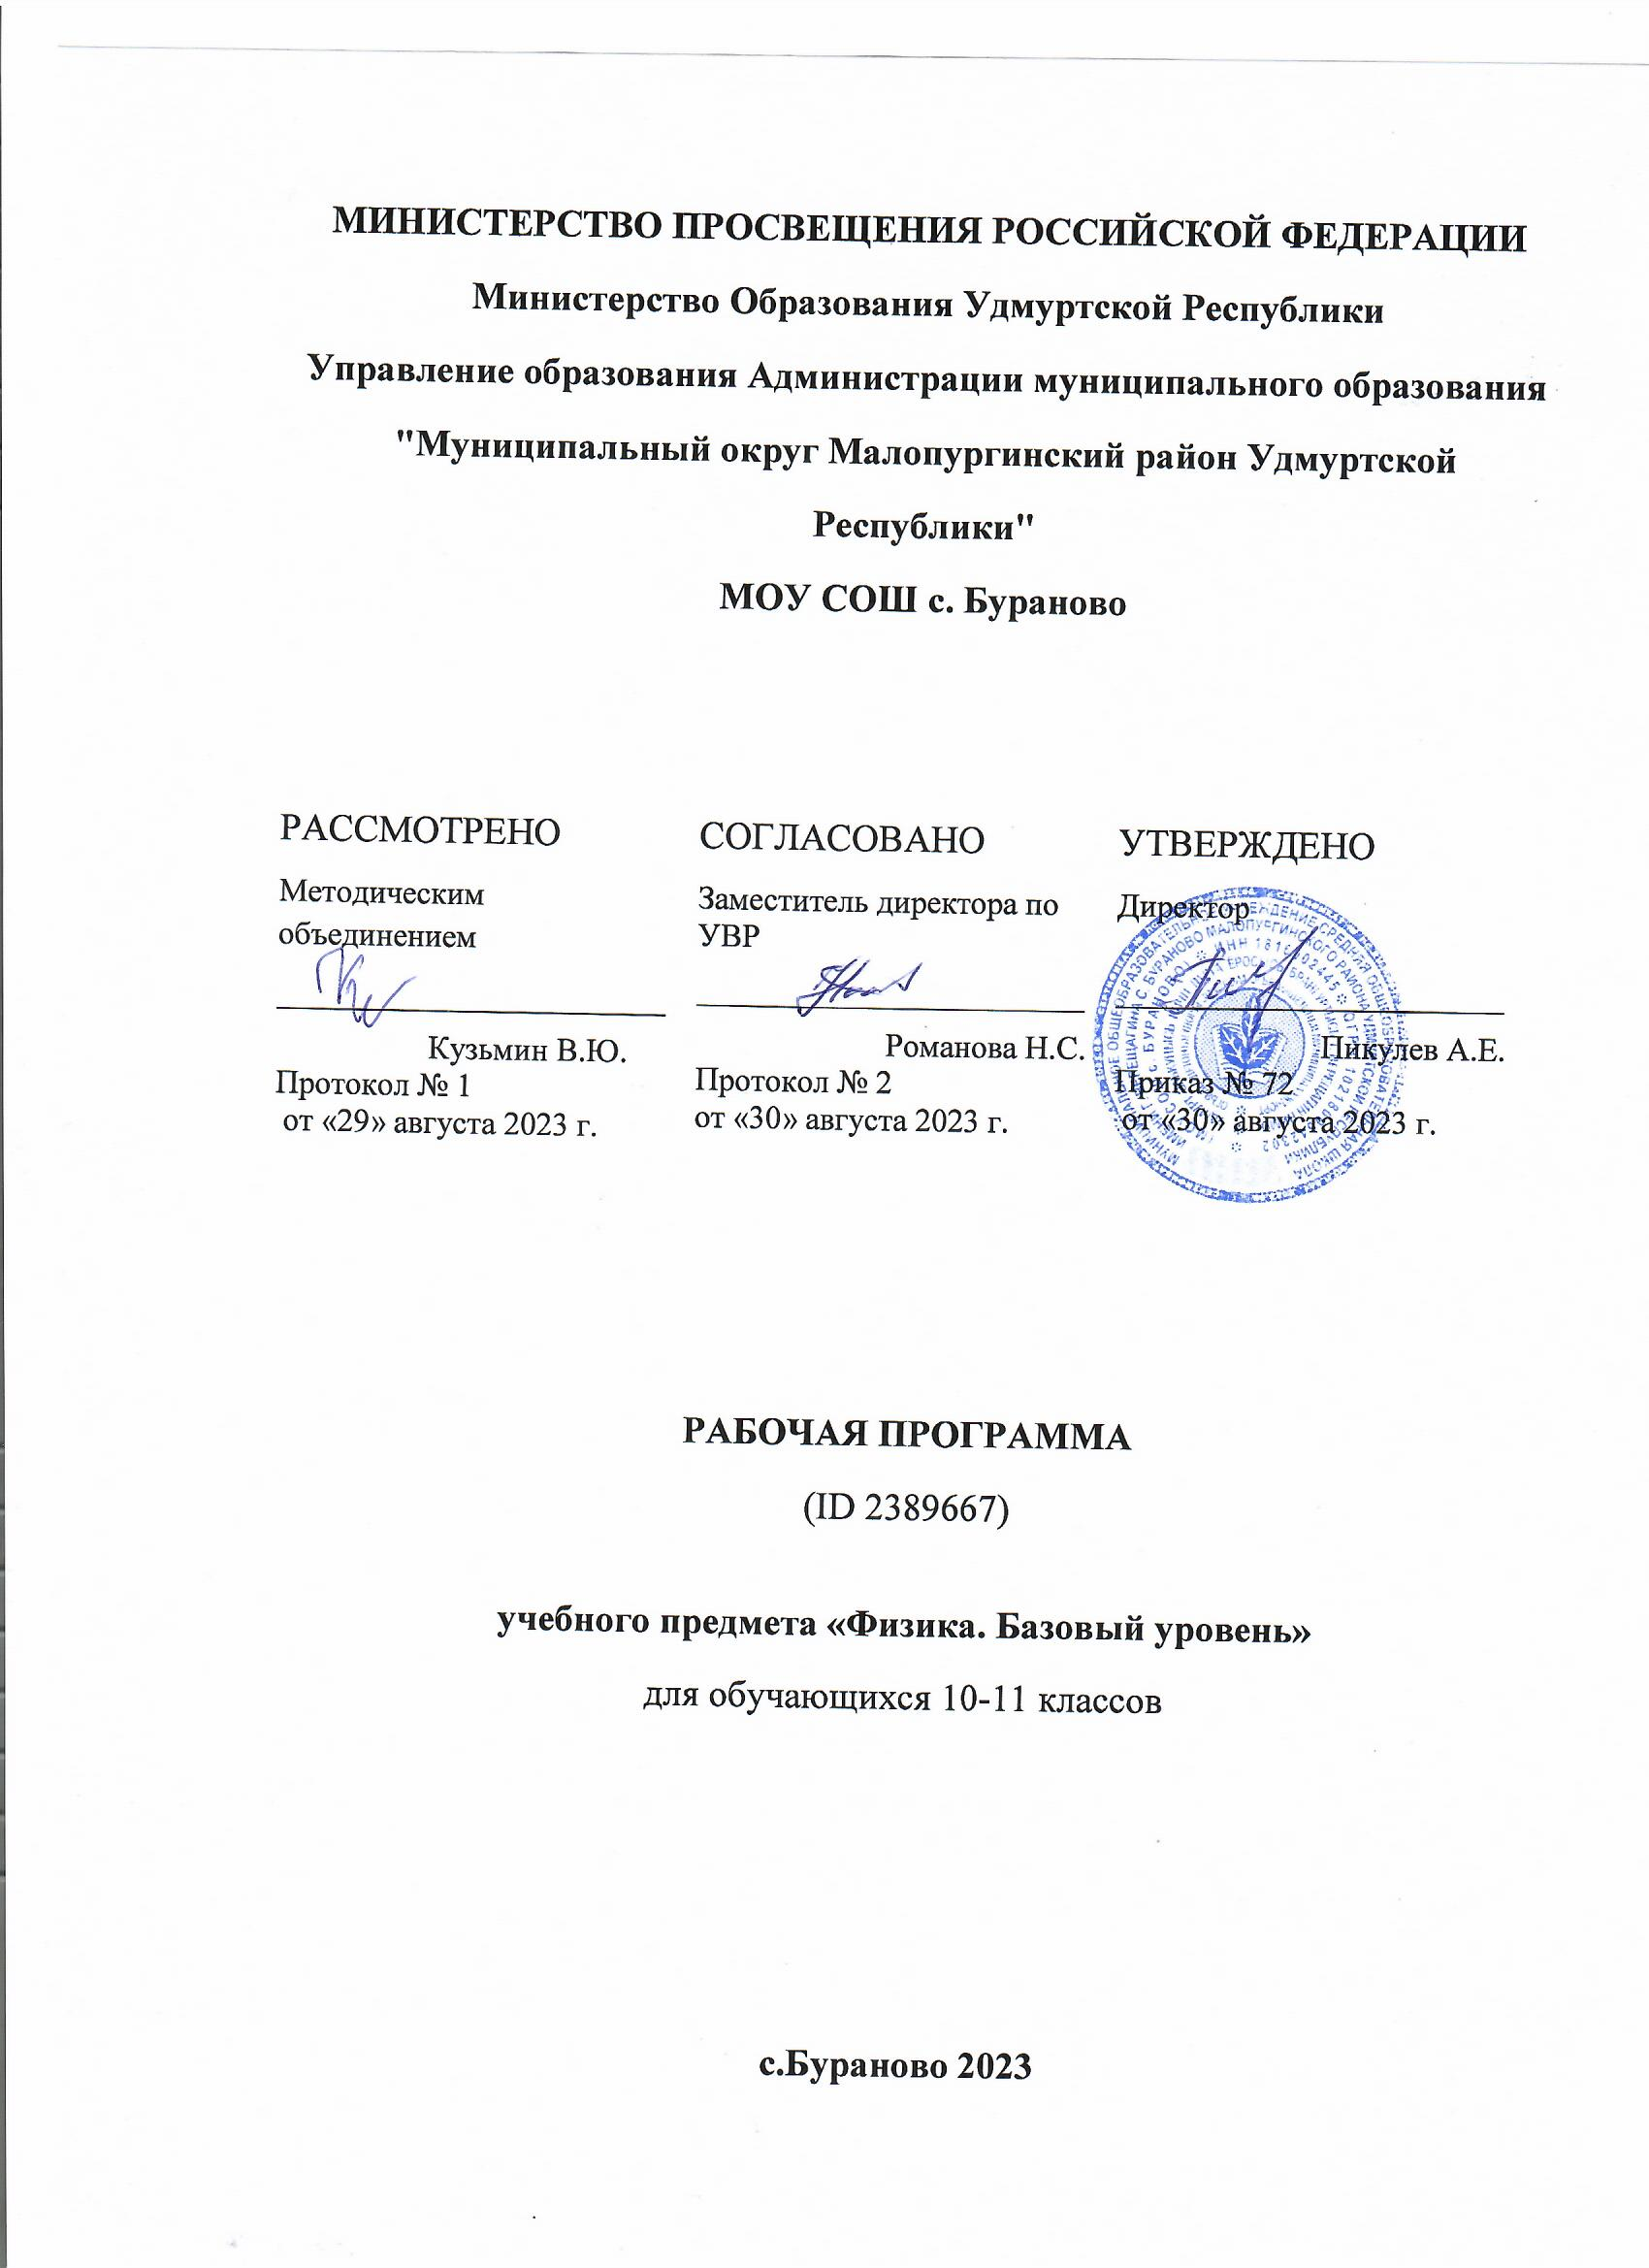 МИНИСТЕРСТВО ПРОСВЕЩЕНИЯ РОССИЙСКОЙ ФЕДЕРАЦИИ
Министерство Образования Удмуртской Республики
Управление образования Администрации муниципального образования
"Муниципальный округ Малопургинский район Удмуртской
Республики"
МОУ СОШ с. Бураново
РАССМОТРЕНО
Методическим
объединением
Кузьмин В.Ю.
Протокол № 1
от «29» августа 2023 г.
СОГЛАСОВАНО
Заместитель директора по
УВР
Романова Н.С.
Протокол № 2
от «30» августа 2023 г.
УТВЕРЖДЕНО
Директор
Пикулев А.Е.
Приказ № 72
от «30» августа 2023 г.
РАБОЧАЯ ПРОГРАММА
(ID 2389667)
учебного предмета «Физика. Базовый уровень»
для обучающихся 10-11 классов
с.Бураново 2023